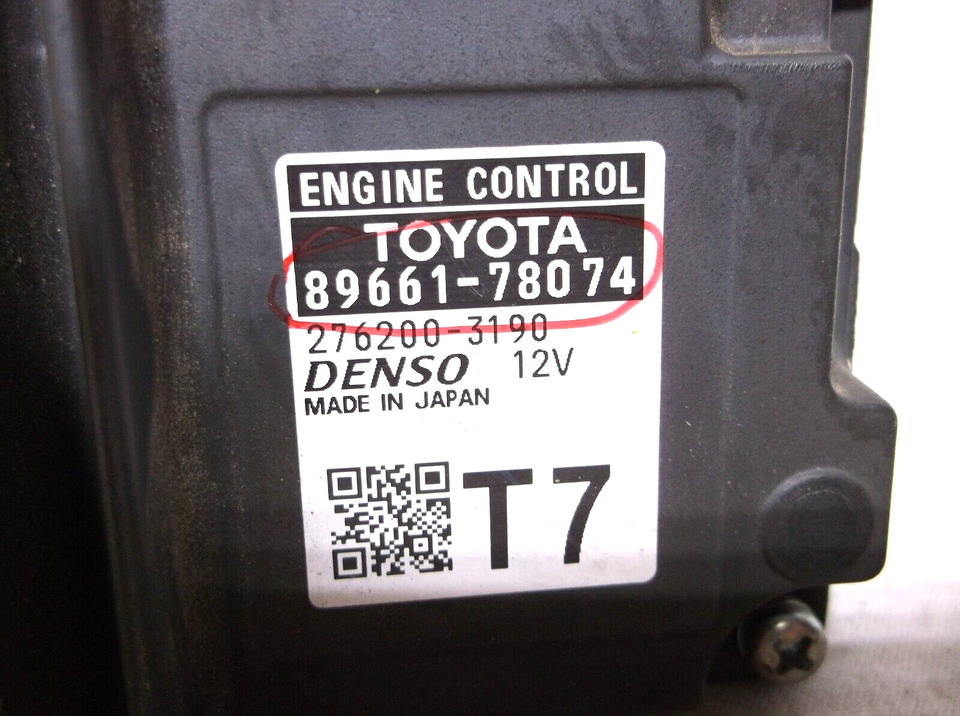 ENGINE CONTROL
TOYOTA
89661-78074
276200-3190
DENSO 12V
MADE IN JAPAN
T7